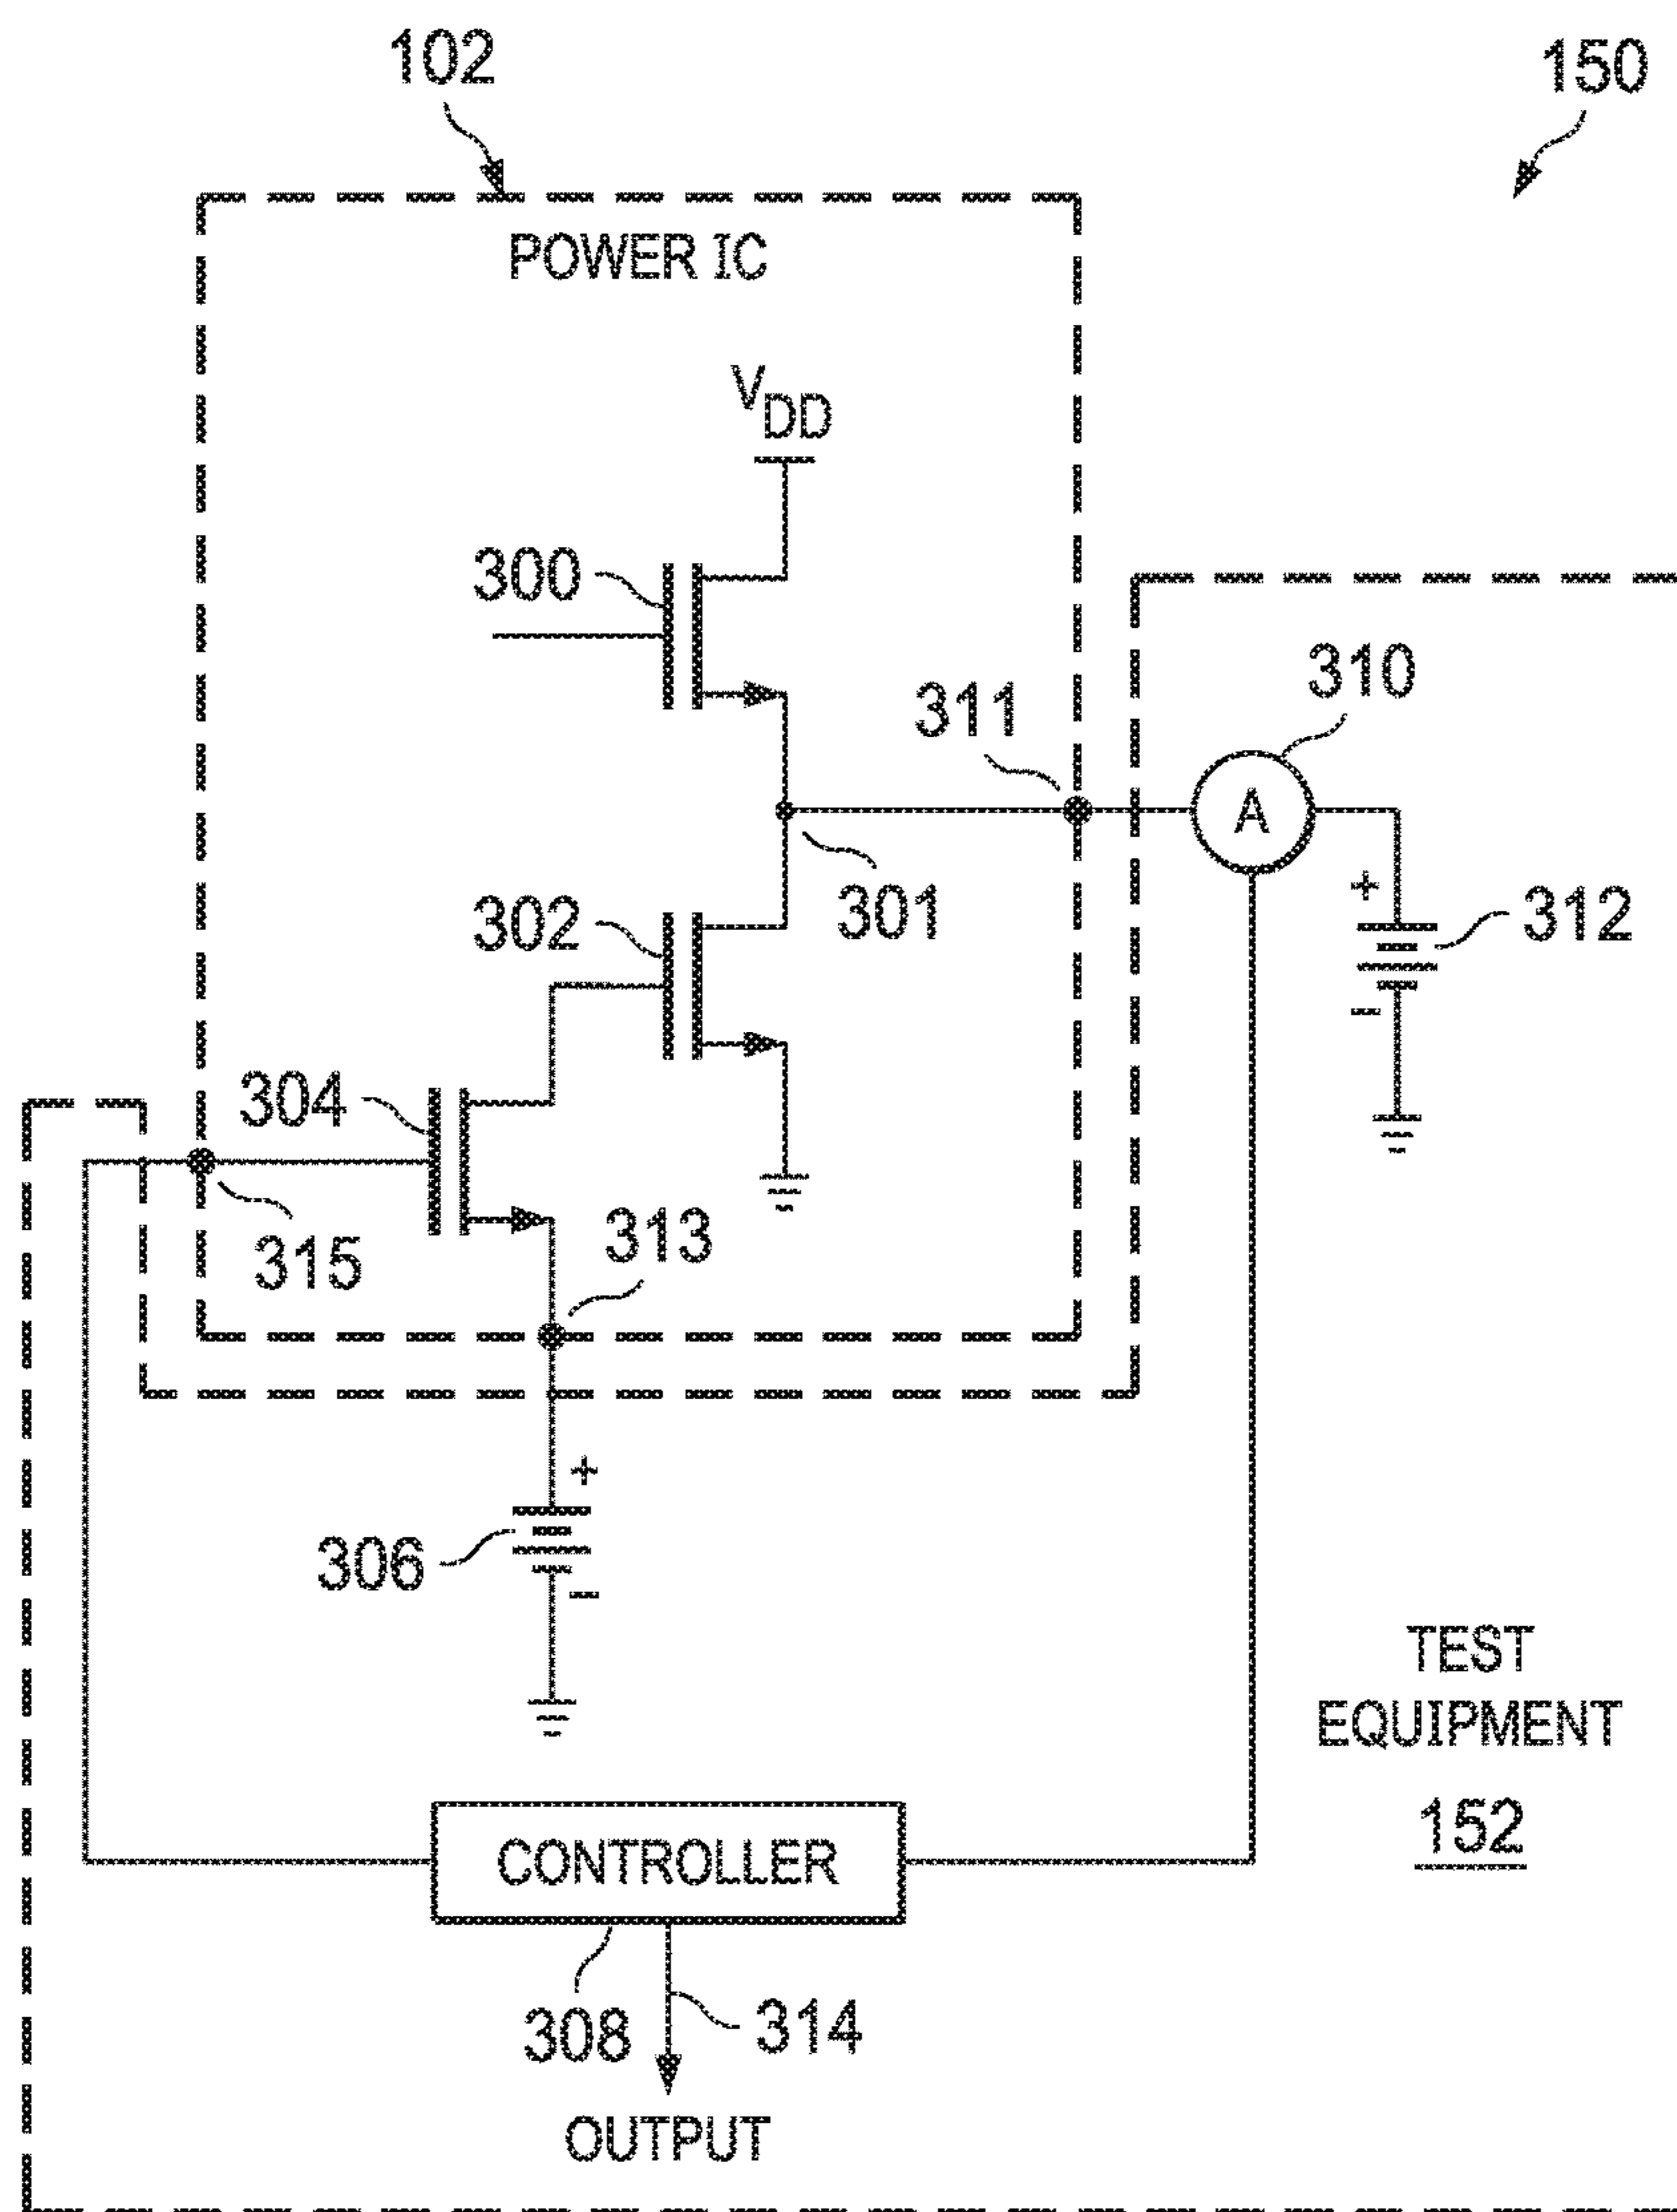 102
150
POWER IC
VDD
300
310
311
301
302
312
A
+
-
304
315
313
+
306
-
TEST
EQUIPMENT
152
CONTROLLER
308
314
OUTPUT